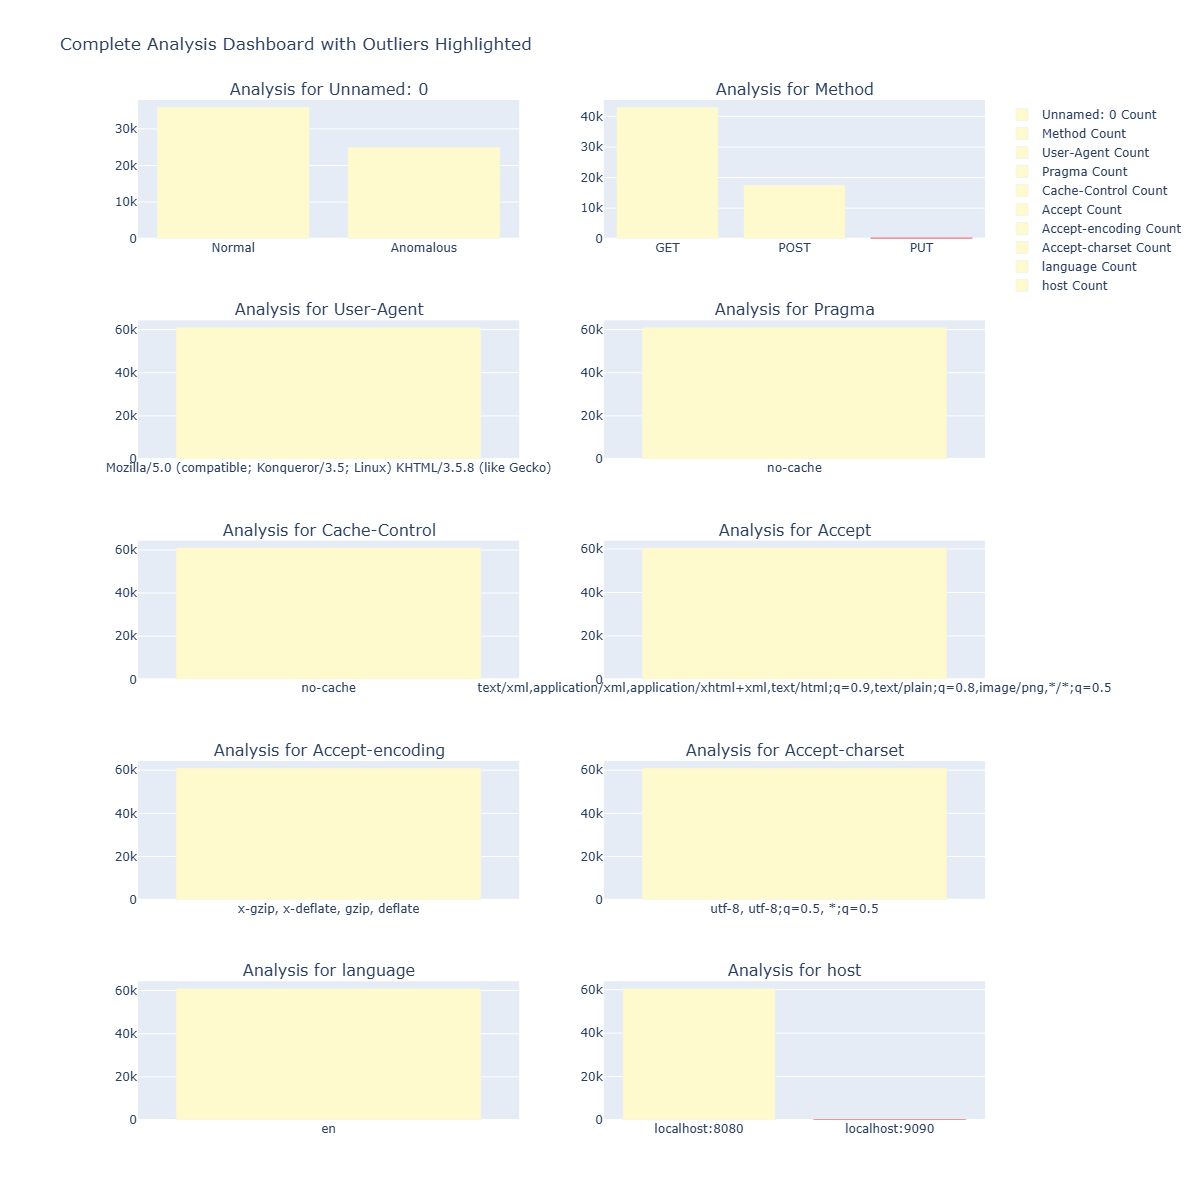 Complete Analysis Dashboard with Outliers Highlighted
Analysis for Unnamed: 0
30k
20k
10k
0
Normal
Anomalous
Analysis for Method
40k
30k
20k
10k
0
GET
POST
PUT
Unnamed: 0 Count
Method Count
User-Agent Count
Pragma Count
Cache-Control Count
Accept Count
Accept-encoding Count
Accept-charset Count
language Count
host Count
Analysis for User-Agent
60k
40k
20k
0
Mozilla/5.0 (compatible; Konqueror/3.5; Linux) KHTML/3.5.8 (like Gecko)
Analysis for Pragma
60k
40k
20k
0
no-cache
Analysis for Cache-Control
60k
40k
20k
0
no-cache
Analysis for Accept
60k
40k
20k
0
text/xml,application/xml,application/xhtml+xml,text/html;q=0.9,text/plain;q=0.8,image/png,*/*;q=0.5
Analysis for Accept-encoding
60k
40k
20k
0
x-gzip, x-deflate, gzip, deflate
Analysis for Accept-charset
60k
40k
20k
0
utf-8, utf-8;q=0.5, *;q=0.5
Analysis for language
60k
40k
20k
0
en
Analysis for host
60k
40k
20k
0
localhost:8080
localhost:9090